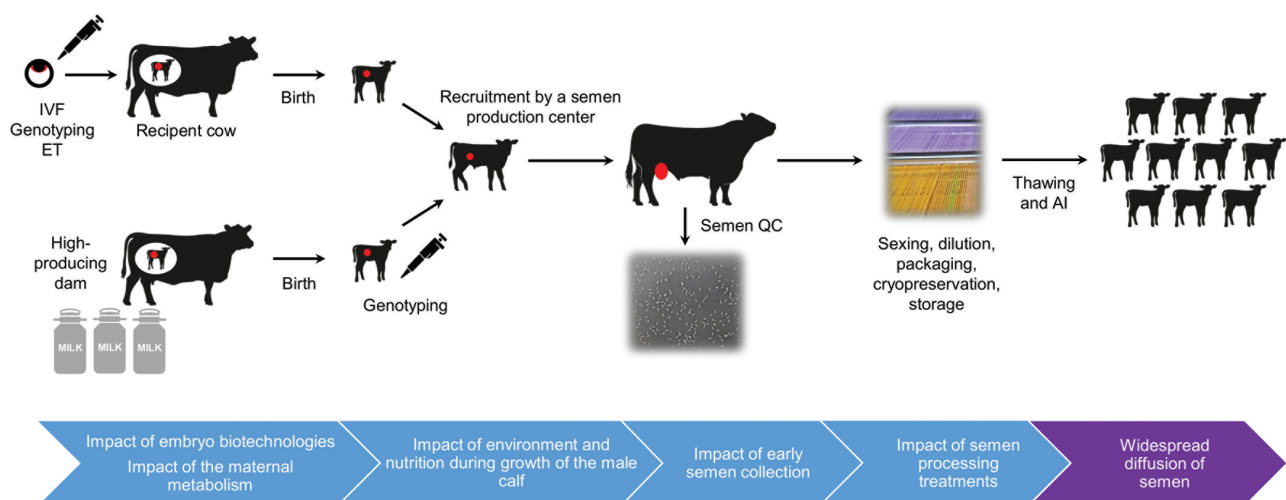 IVF
Genotyping
ET
Recipent cow
Birth
Recruitment by a semen
production center
Semen QC
Thawing
and AI
Sexing, dilution,
packaging,
cryopreservation,
storage
High-
producing
dam
Birth
Genotyping
MILK
MILK
MILK
Impact of embryo biotechnologies
Impact of the maternal
metabolism
Impact of environment and
nutrition during growth of the male
calf
Impact of early
semen collection
Impact of semen
processing
treatments
Widespread
diffusion of
semen